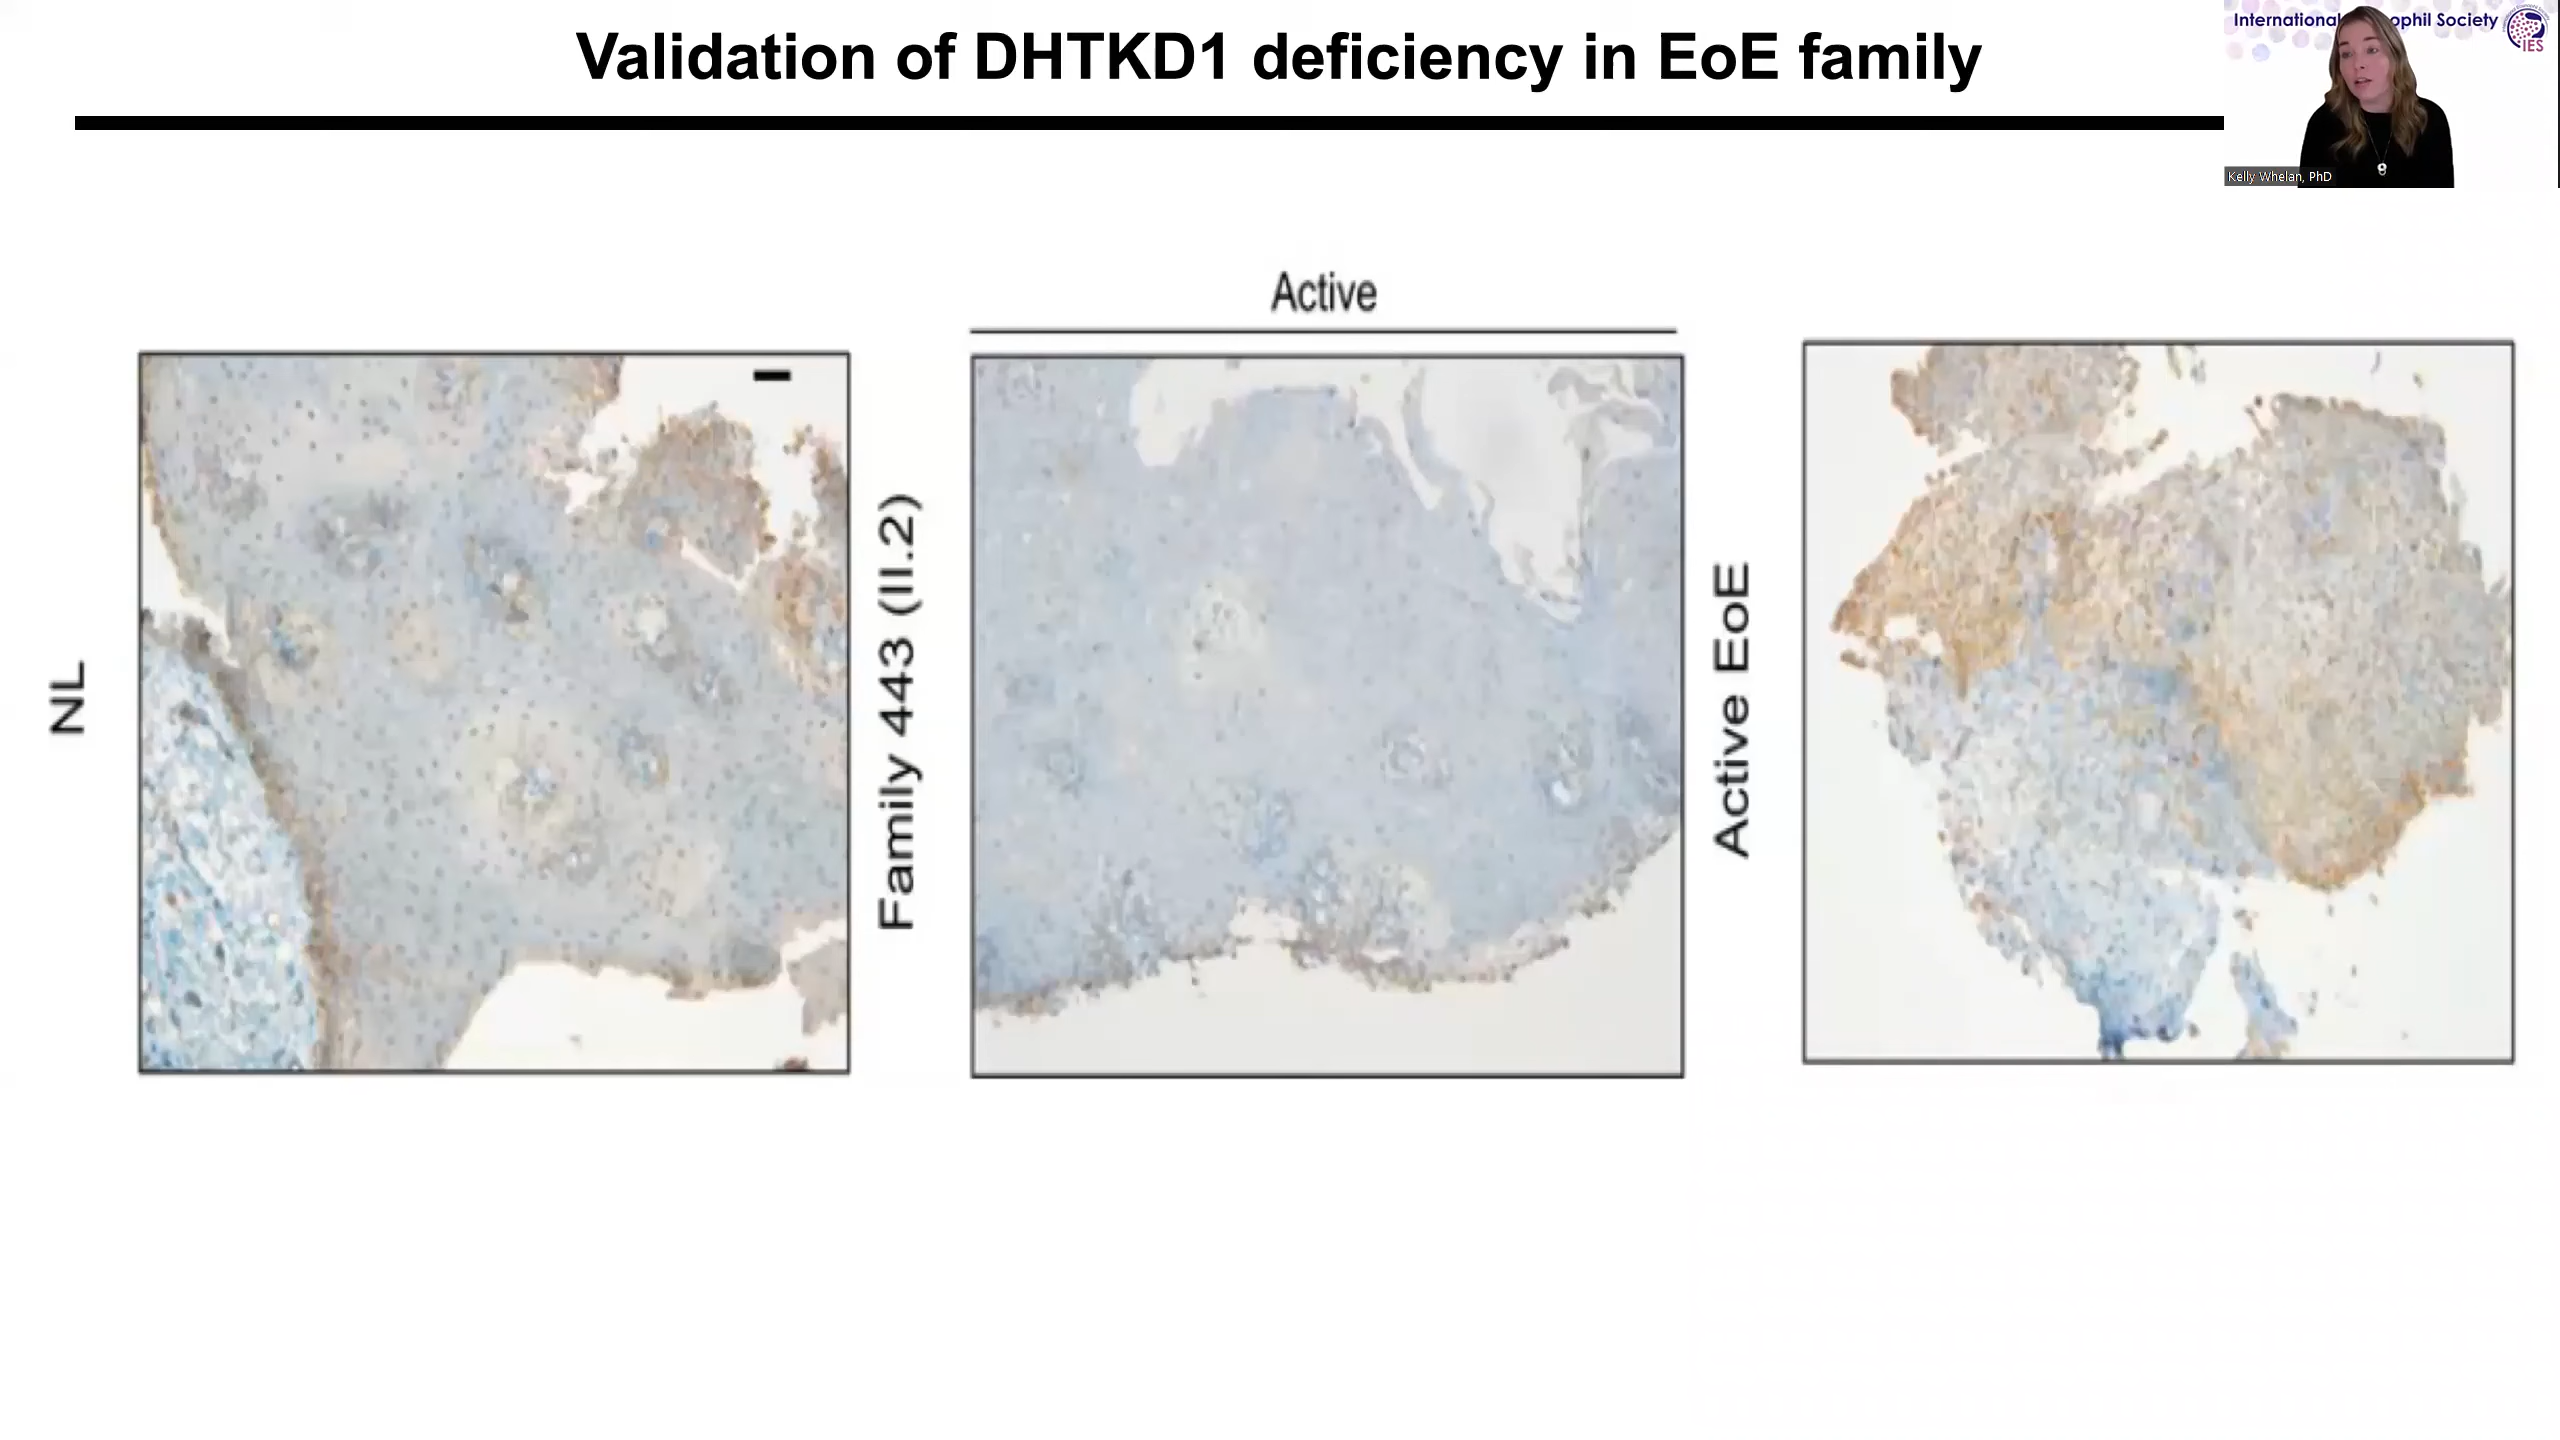 Validation of DHTKD1 deficiency in EoE family
International
ophil Society
IES
Kelly Whelan, PhD
Active
NL
Family 443 (II.2)
Active EoE